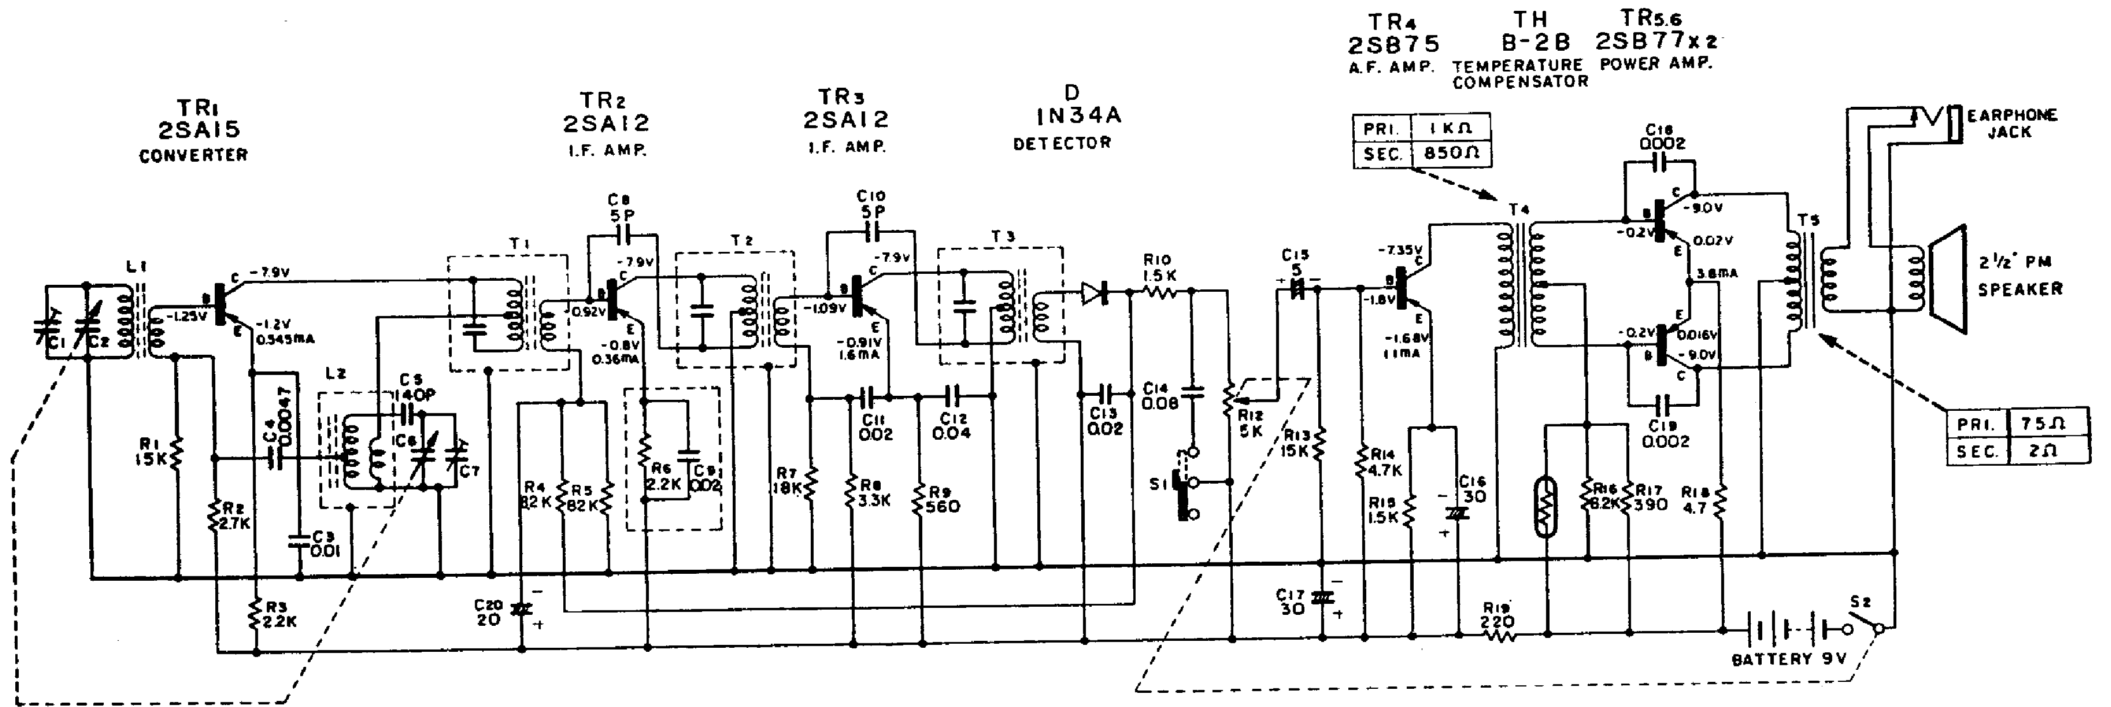 TR1
2SA15
CONVERTER
TR2
2SA12
I.F. AMP.
TR3
2SA12
I.F. AMP.
D
1N34A
DETECTOR
TR4
2SB75
A.F. AMP.
TH
B-2B
TEMPERATURE
COMPENSATOR
TR5.6
2SB77x2
POWER AMP.
PRI. 1KΩ
SEC. 850Ω
EARPHONE
JACK
2 1/2" PM
SPEAKER
PRI. 75Ω
SEC. 2Ω
L1
C1
C2
B
C
E
-7.9V
-1.25V
-1.2V
0.545mA
R1
15K
R2
2.7K
C4
0.0047
R3
2.2K
C3
0.01
L2
C5
140P
C6
C7
T1
C8
5P
B
C
E
-7.9V
0.92V
-0.8V
0.36mA
R4
82K
R5
82K
R6
2.2K
C9
0.02
C20
20
T2
C10
5P
B
C
E
-7.9V
-1.09V
-0.91V
1.6mA
C11
0.02
C12
0.04
R7
18K
R8
3.3K
R9
560
T3
R10
1.5K
C13
0.02
C14
0.08
R12
5K
S1
C15
5
+
-
R13
15K
R14
4.7K
C17
30
-
+
B
C
E
-7.35V
-1.8V
-1.68V
1.1mA
R15
1.5K
C16
30
-
+
T4
R16
8.2K
R17
390
R18
4.7
R19
220
C18
0.002
B
C
E
-9.0V
-0.2V
0.02V
3.8mA
E
B
C
-0.2V
0.016V
-9.0V
C19
0.002
T5
-
+
BATTERY 9V
S2